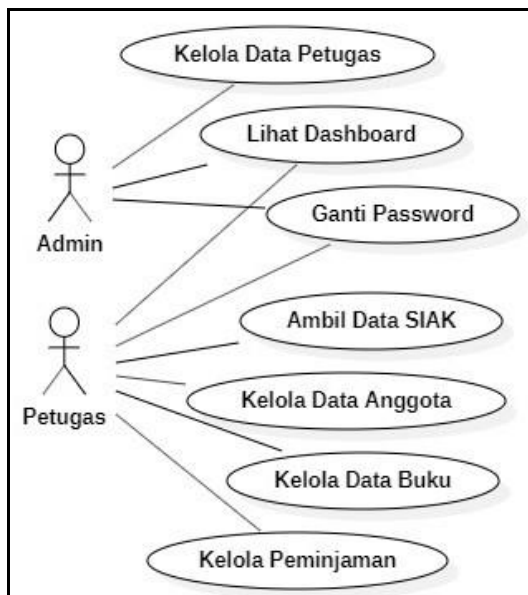 Kelola Data Petugas
Lihat Dashboard
Ganti Password
Admin
Ambil Data SIAK
Kelola Data Anggota
Petugas
Kelola Data Buku
Kelola Peminjaman